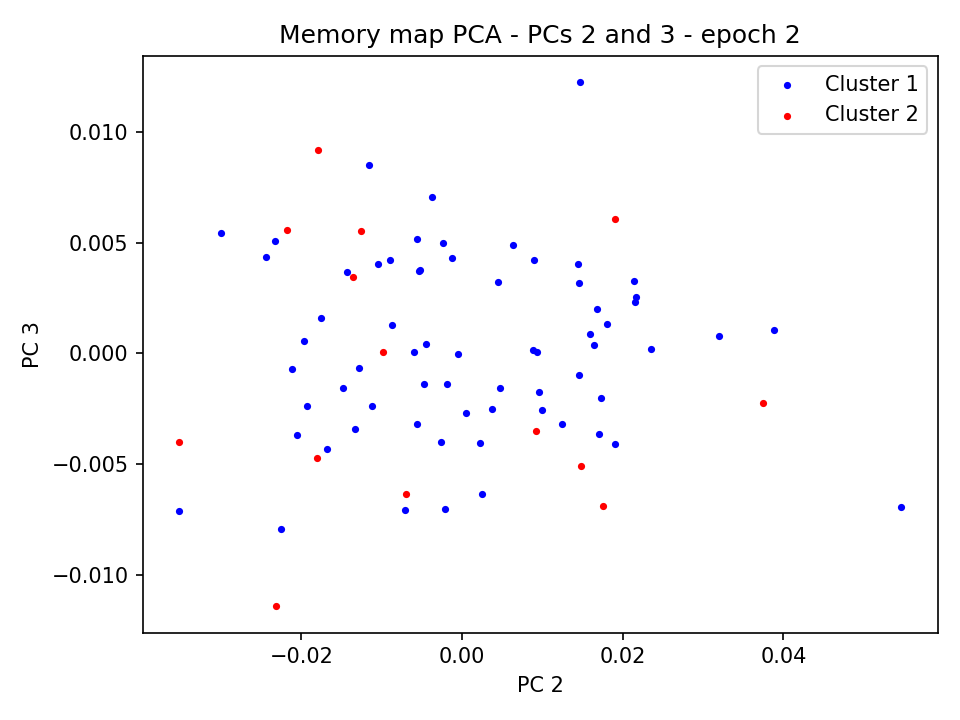 Memory map PCA - PCs 2 and 3 - epoch 2
Cluster 1
Cluster 2
0.010
0.005
0.000
−0.005
−0.010
PC 3
−0.02
0.00
0.02
0.04
PC 2